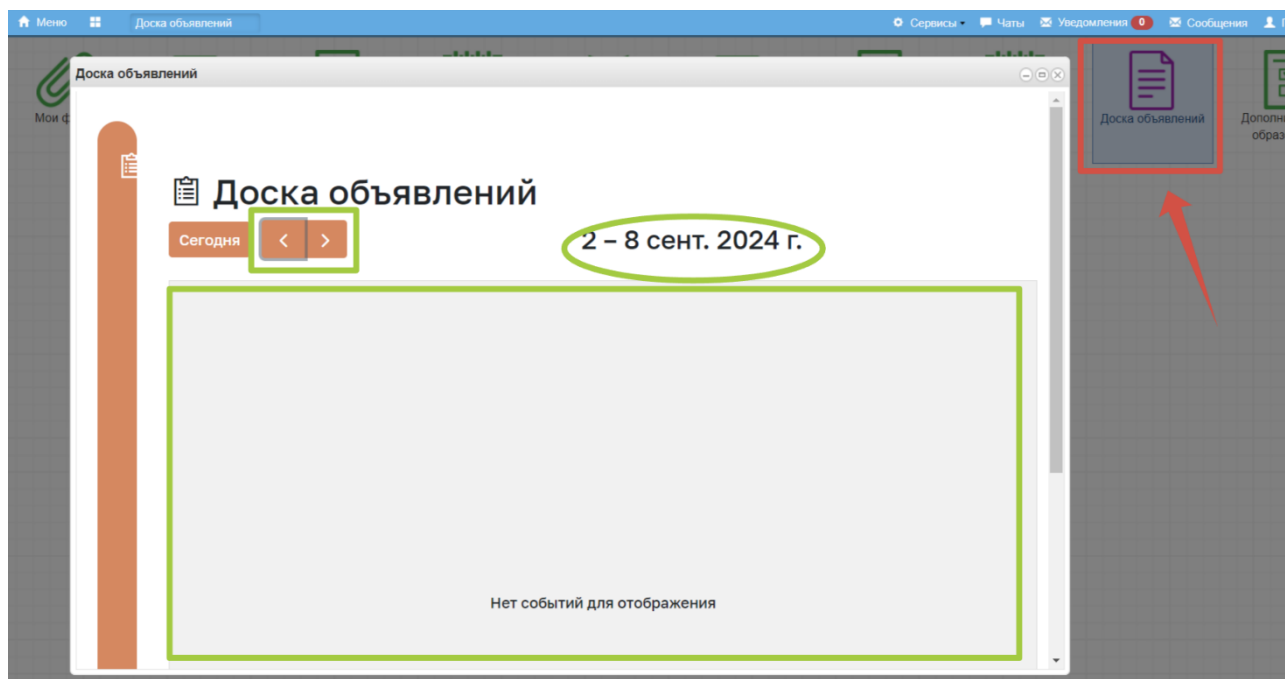 Меню
Доска объявлений
Сервисы
Чаты
Уведомления 0
Сообщения
Доска объявлений
Мои
Доска объявлений
Доска объявлений
Сегодня < >
2 – 8 сент. 2024 г.
Нет событий для отображения